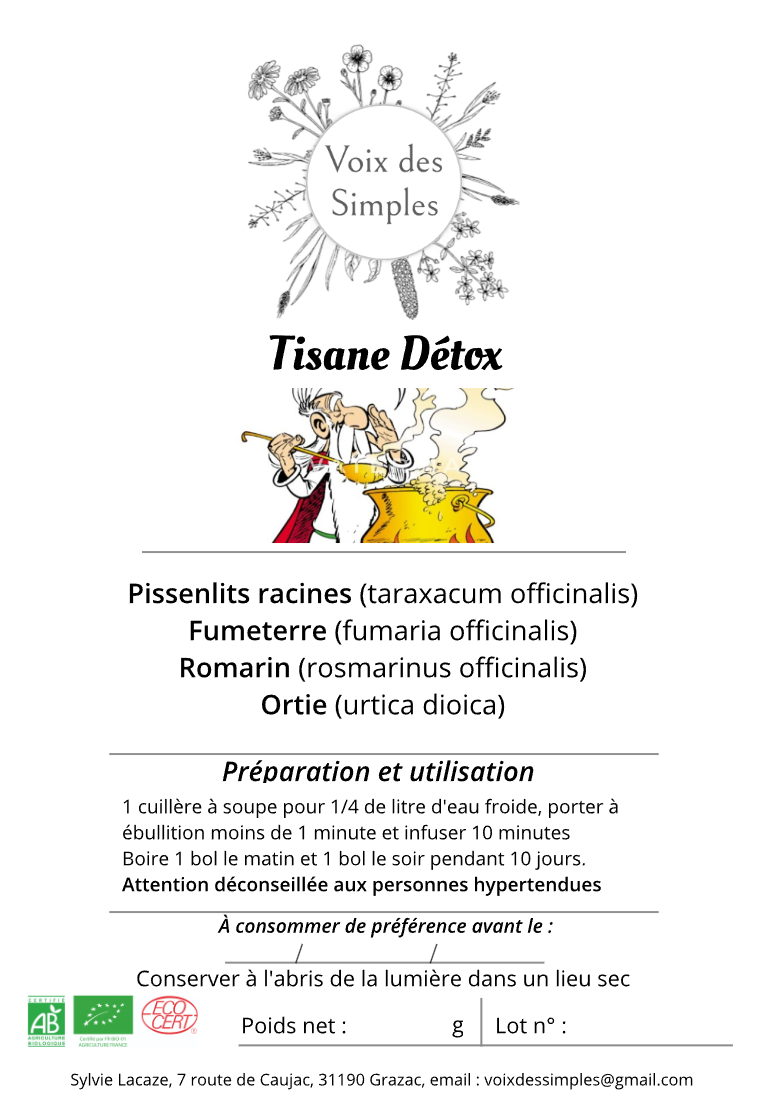 Voix des
Simples
Tisane Détox
Pissenlits racines (taraxacum officinalis)
Fumeterre (fumaria officinalis)
Romarin (rosmarinus officinalis)
Ortie (urtica dioica)
Préparation et utilisation
1 cuillère à soupe pour 1/4 de litre d'eau froide, porter à
ébullition moins de 1 minute et infuser 10 minutes
Boire 1 bol le matin et 1 bol le soir pendant 10 jours.
Attention déconseillée aux personnes hypertendues
À consommer de préférence avant le :
/ /
Conserver à l'abris de la lumière dans un lieu sec
CERTIFIÉ
AB
AGRICULTURE
BIOLOGIQUE
Certifié par FR-BIO-01
AGRICULTURE FRANCE
ECO
CERT
®
Poids net : g
Lot n° :
Sylvie Lacaze, 7 route de Caujac, 31190 Grazac, email : voixdessimples@gmail.com